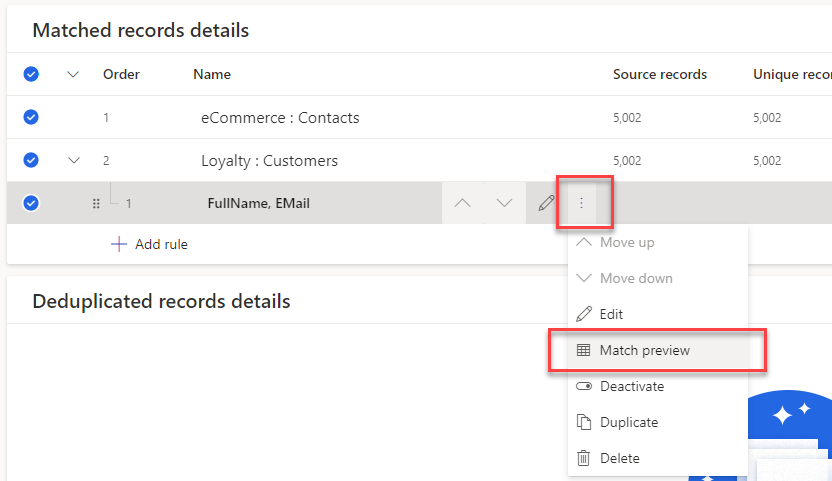 Matched records details
Order Name Source records Unique reco
1 eCommerce : Contacts 5,002 5,002
2 Loyalty : Customers 5,002 5,002
1 FullName, EMail
Add rule
Move up
Move down
Deduplicated records details
Edit
Match preview
Deactivate
Duplicate
Delete